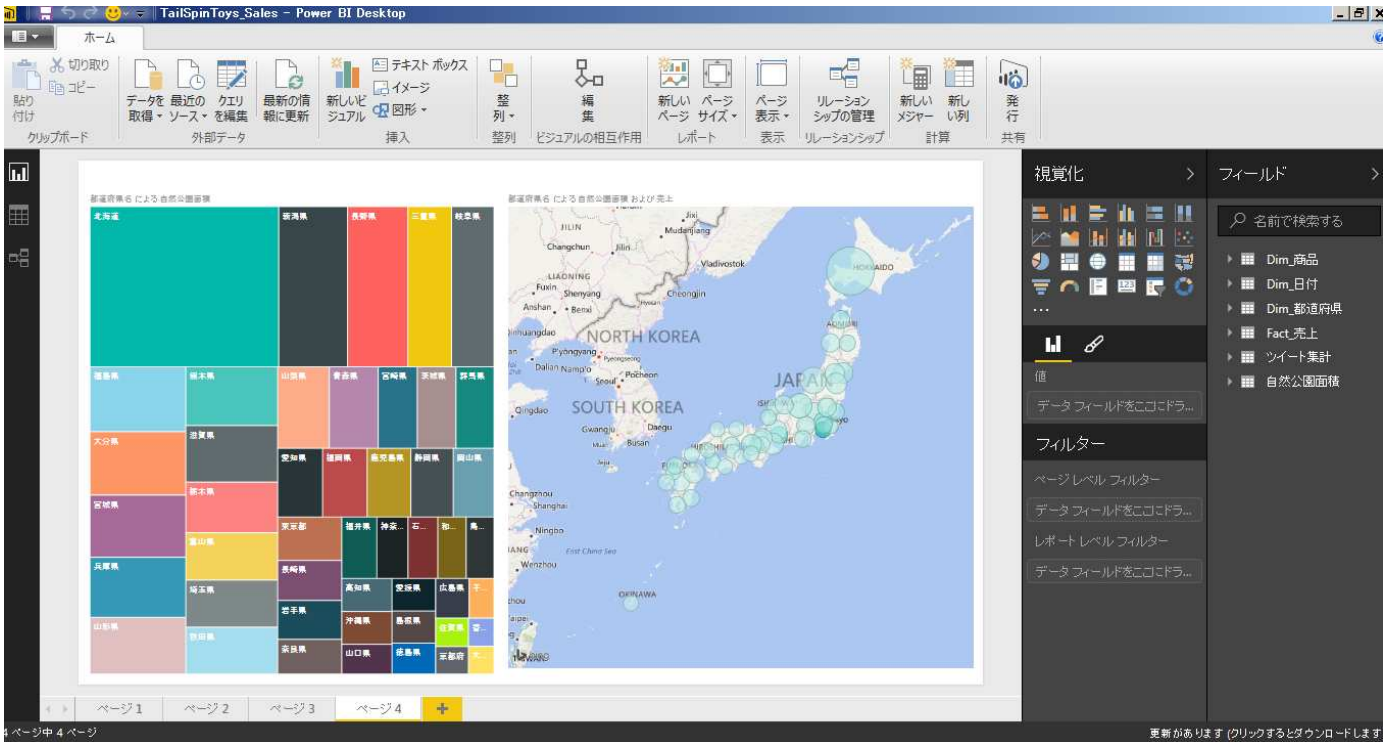 TailSpinToys_Sales - Power BI Desktop
ホーム
貼り付け
切り取り
コピー
クリップボード
データを取得
最近のソース
クエリを編集
外部データ
最新の情報に更新
新しいビジュアル
テキスト ボックス
イメージ
図形
挿入
整列
整列
編集
ビジュアルの相互作用
新しいページ
ページ サイズ
レポート
ページ表示
表示
リレーションシップの管理
リレーションシップ
新しいメジャー
新しい列
計算
発行
共有
都道府県名 による 自然公園面積
北海道
新潟県
長野県
三重県
岐阜県
福島県
栃木県
山梨県
青森県
宮崎県
茨城県
群馬県
大分県
滋賀県
愛知県
福岡県
鹿児島県
静岡県
岡山県
宮城県
東京都
福井県
神奈...
石...
和...
鳥...
兵庫県
富山県
長崎県
埼玉県
高知県
愛媛県
広島県
千...
岩手県
山形県
秋田県
沖縄県
島根県
佐賀県
香...
奈良県
山口県
徳島県
京都府
大...
都道府県名 による 自然公園面積 および 売上
JILIN
Jixi
Mudanjiang
Changchun
Jilin
Vladivostok
HOKKAIDO
LIAONING
Fuxin
Shenyang
Cheongjin
Anshan
Benxi
AOMORI
NORTH KOREA
P'yŏngyang
Pyeongseong
Dalian
Namp'o
Seoul
Pocheon
JAPAN
Qingdao
SOUTH KOREA
Gwangju
Daegu
Busan
Jeju
Changzhou
Shanghai
Ningbo
East China Sea
Wenzhou
OKINAWA
視覚化
値
データ フィールドをここにドラ...
フィルター
ページ レベル フィルター
データ フィールドをここにドラ...
レポート レベル フィルター
データ フィールドをここにドラ...
フィールド
名前で検索する
Dim_商品
Dim_日付
Dim_都道府県
Fact_売上
ツイート集計
自然公園面積
ページ 1
ページ 2
ページ 3
ページ 4
4 ページ中 4 ページ
更新があります (クリックするとダウンロードします